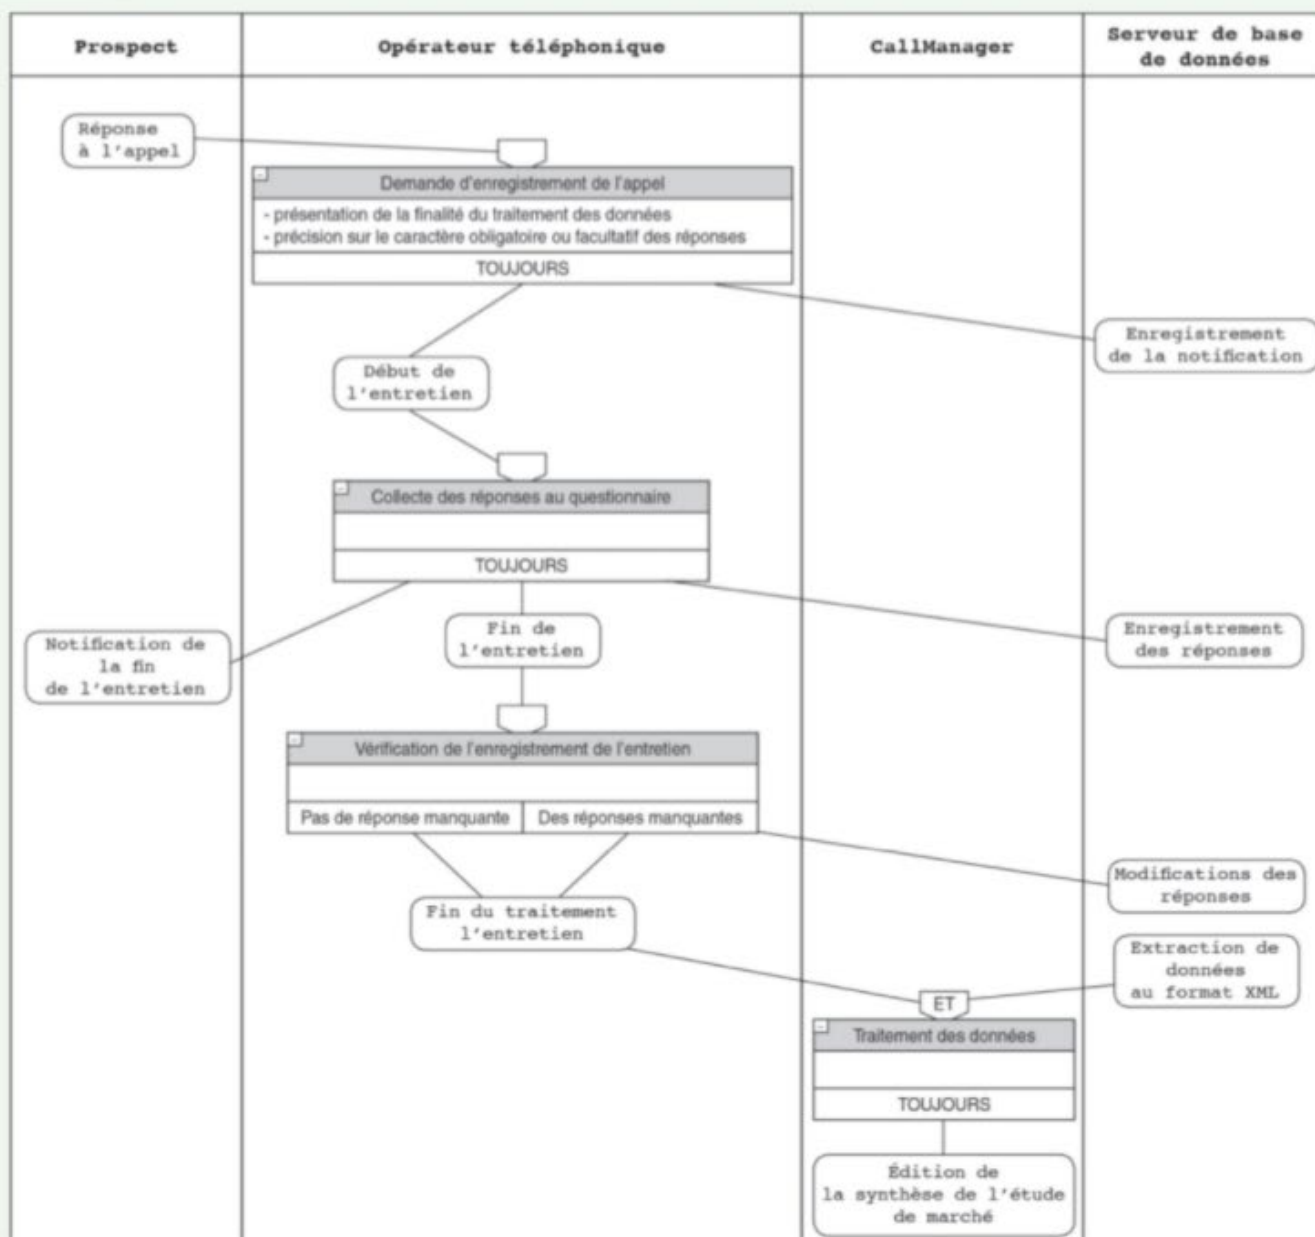 Prospect
Opérateur téléphonique
CallManager
Serveur de base
de données
Réponse
à l'appel
Demande d'enregistrement de l'appel
- présentation de la finalité du traitement des données
- précision sur le caractère obligatoire ou facultatif des réponses
TOUJOURS
Enregistrement
de la notification
Début de
l'entretien
Collecte des réponses au questionnaire
TOUJOURS
Notification de
la fin
de l'entretien
Fin de
l'entretien
Enregistrement
des réponses
Vérification de l'enregistrement de l'entretien
Pas de réponse manquante
Des réponses manquantes
Modifications des
réponses
Fin du traitement
l'entretien
Extraction de
données
au format XML
ET
Traitement des données
TOUJOURS
Édition de
la synthèse de l'étude
de marché